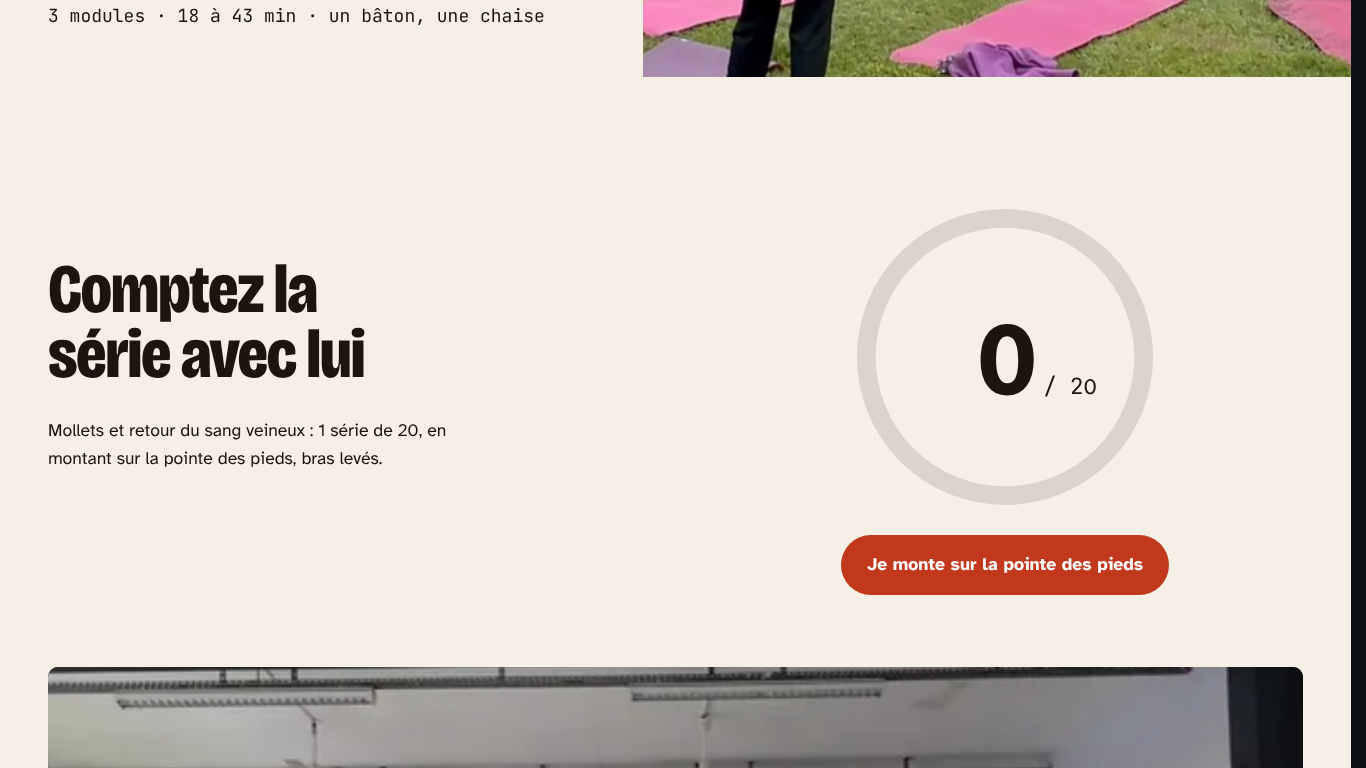 3 modules · 18 à 43 min · un bâton, une chaise
Comptez la
série avec lui
Mollets et retour du sang veineux : 1 série de 20, en
montant sur la pointe des pieds, bras levés.
0 / 20
Je monte sur la pointe des pieds